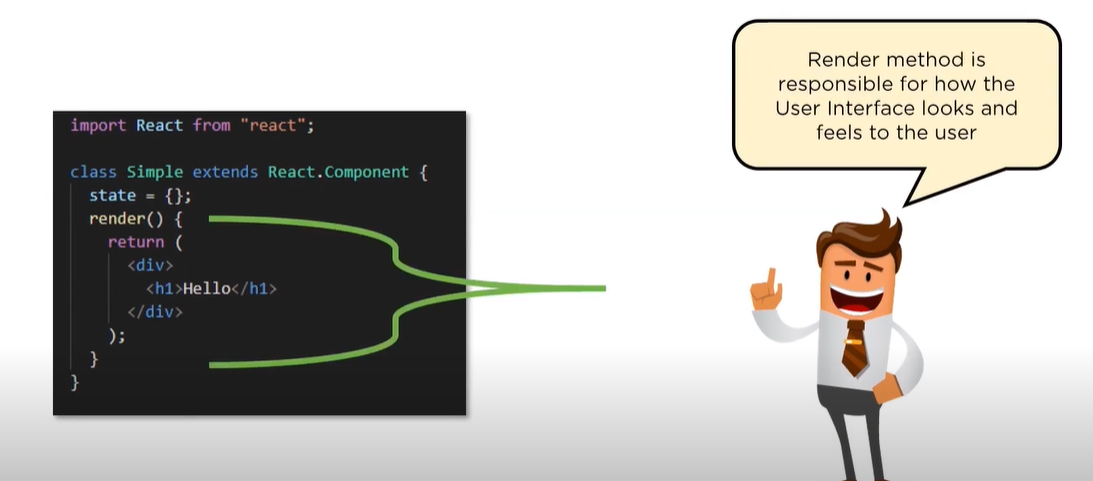 import React from "react";
class Simple extends React.Component {
state = {};
render() {
return (
<div>
<h1>Hello</h1>
</div>
);
}
}
Render method is
responsible for how the
User Interface looks and
feels to the user